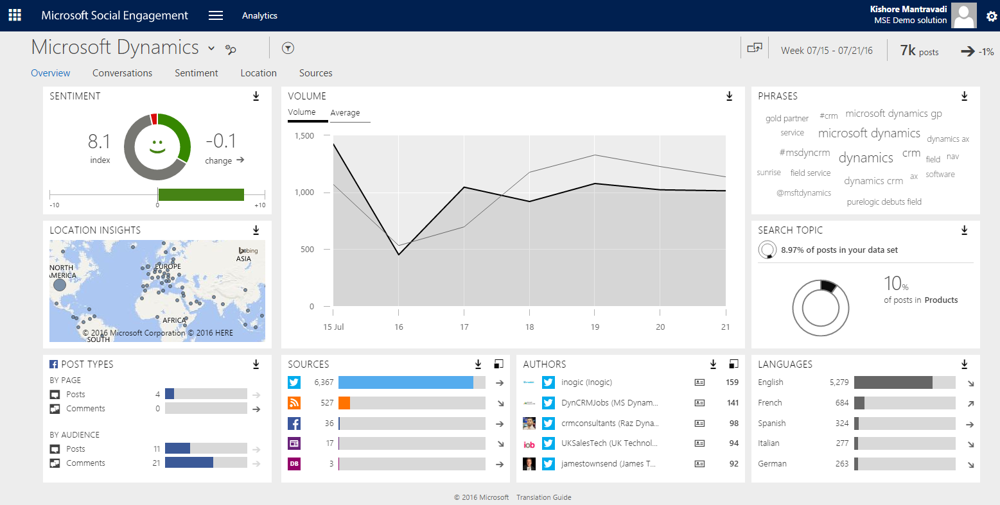 Microsoft Social Engagement
Analytics
Kishore Mantravadi
MSE Demo solution
Microsoft Dynamics
Week 07/15 - 07/21/16
7k posts
-1%
Overview
Conversations
Sentiment
Location
Sources
SENTIMENT
8.1
index
-0.1
change
-10
0
+10
VOLUME
Volume
Average
1,500
1,000
500
0
15 Jul
16
17
18
19
20
21
PHRASES
gold partner
#crm
microsoft dynamics gp
service
microsoft dynamics
dynamics ax
#msdyncrm
dynamics
crm
field
nav
sunrise
field service
dynamics crm
ax
software
@msftdynamics
purelogic debuts field
LOCATION INSIGHTS
bing
ASIA
NORTH
AMERICA
EUROPE
AFRICA
© 2016 Microsoft Corporation © 2016 HERE
SOUTH
SEARCH TOPIC
8.97% of posts in your data set
10%
of posts in Products
POST TYPES
BY PAGE
Posts 4
Comments 0
BY AUDIENCE
Posts 11
Comments 21
SOURCES
6,367
527
36
17
DB 3
AUTHORS
inogic (Inogic) 159
DynCRMJobs (MS Dynam... 141
crmconsultants (Raz Dyna... 98
iob UKSalesTech (UK Technol... 94
jamestownsend (James T... 92
LANGUAGES
English 5,279
French 684
Spanish 324
Italian 277
German 263
© 2016 Microsoft Translation Guide